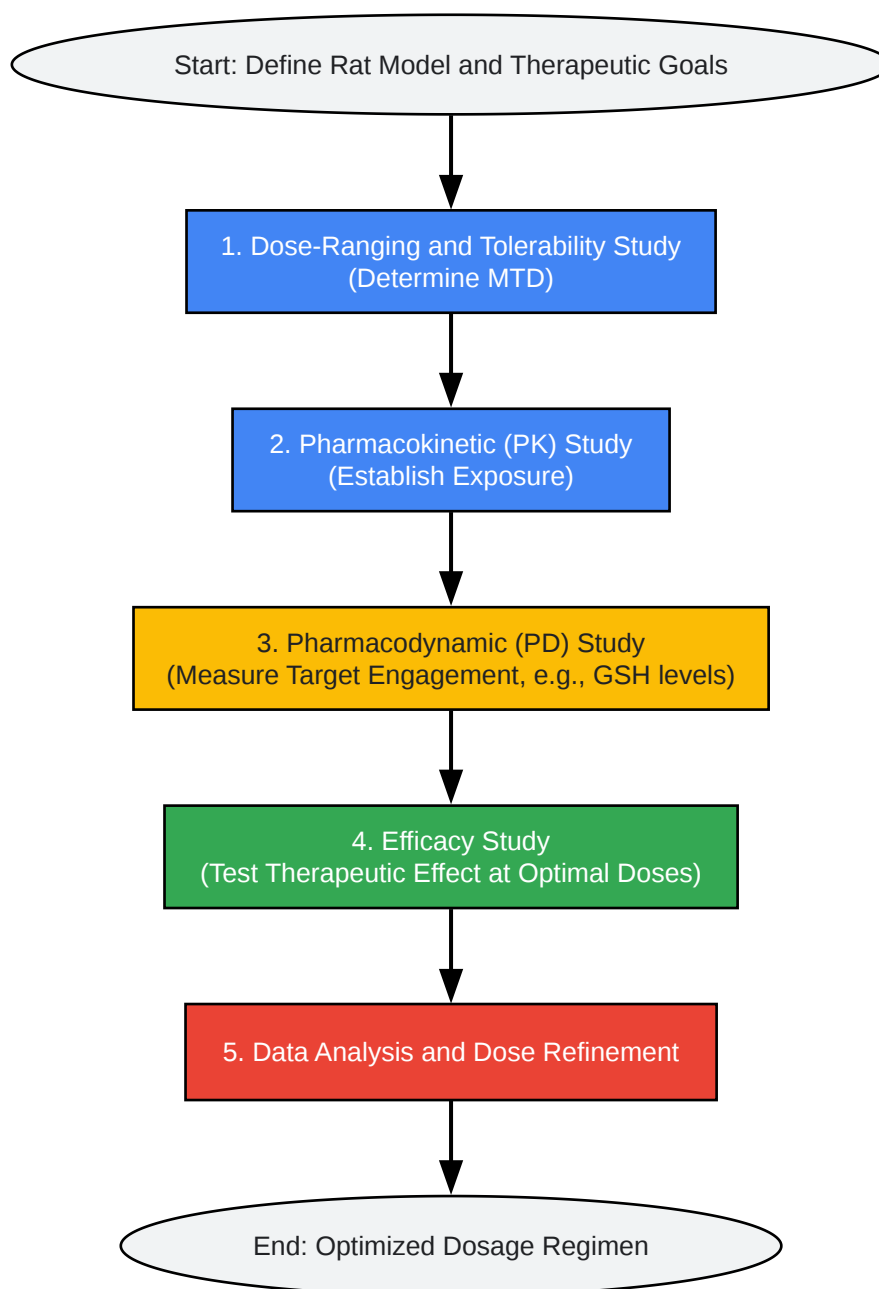 Start: Define Rat Model and Therapeutic Goals
1. Dose-Ranging and Tolerability Study
(Determine MTD)
2. Pharmacokinetic (PK) Study
(Establish Exposure)
3. Pharmacodynamic (PD) Study
(Measure Target Engagement, e.g., GSH levels)
4. Efficacy Study
(Test Therapeutic Effect at Optimal Doses)
5. Data Analysis and Dose Refinement
End: Optimized Dosage Regimen